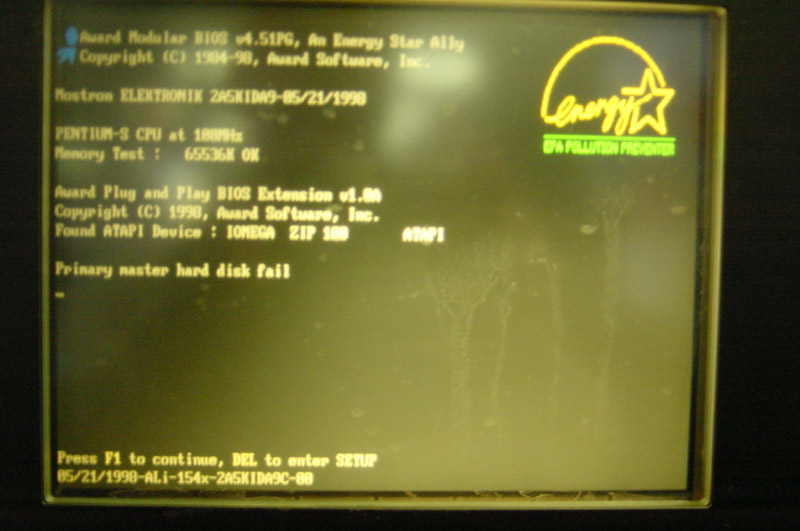 Award Modular BIOS v4.51PG, An Energy Star Ally
Copyright (C) 1984-98, Award Software, Inc.
Mostron ELEKTRONIK 2A5KIDA9-05/21/1998
PENTIUM-S CPU at 100MHz
Memory Test : 65536K OK
Award Plug and Play BIOS Extension v1.0A
Copyright (C) 1998, Award Software, Inc.
Found ATAPI Device : IOMEGA ZIP 100 ATAPI
Primary master hard disk fail
Press F1 to continue, DEL to enter SETUP
05/21/1998-ALi-154x-2A5KIDA9C-00
energy
EPA POLLUTION PREVENTER